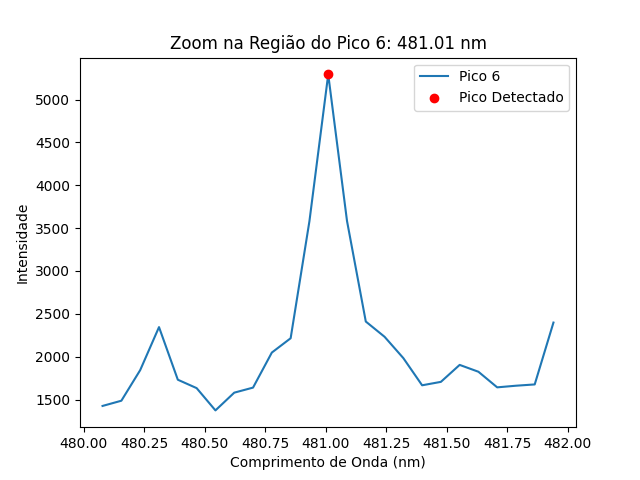 Zoom na Região do Pico 6: 481.01 nm
Pico 6
Pico Detectado
Intensidade
5000
4500
4000
3500
3000
2500
2000
1500
480.00 480.25 480.50 480.75 481.00 481.25 481.50 481.75 482.00
Comprimento de Onda (nm)